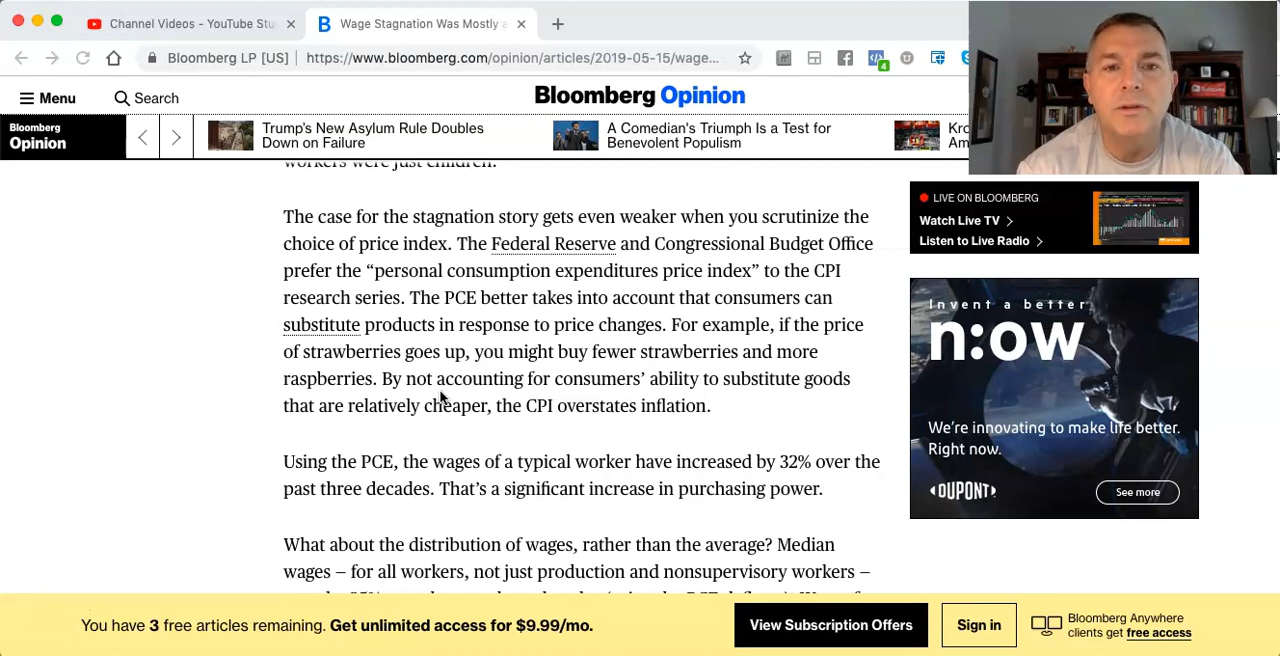 Channel Videos - YouTube Stu
Wage Stagnation Was Mostly a
Bloomberg LP [US]
https://www.bloomberg.com/opinion/articles/2019-05-15/wage...
4
Menu
Search
Bloomberg Opinion
Bloomberg
Opinion
Trump's New Asylum Rule Doubles
Down on Failure
A Comedian's Triumph Is a Test for
Benevolent Populism
workers were just children.
The case for the stagnation story gets even weaker when you scrutinize the
choice of price index. The Federal Reserve and Congressional Budget Office
prefer the “personal consumption expenditures price index” to the CPI
research series. The PCE better takes into account that consumers can
substitute products in response to price changes. For example, if the price
of strawberries goes up, you might buy fewer strawberries and more
raspberries. By not accounting for consumers’ ability to substitute goods
that are relatively cheaper, the CPI overstates inflation.
Using the PCE, the wages of a typical worker have increased by 32% over the
past three decades. That’s a significant increase in purchasing power.
What about the distribution of wages, rather than the average? Median
wages – for all workers, not just production and nonsupervisory workers –
LIVE ON BLOOMBERG
Watch Live TV >
Listen to Live Radio >
Invent a better
n:ow
We're innovating to make life better.
Right now.
‹DUPONT›
See more
You have 3 free articles remaining. Get unlimited access for $9.99/mo.
View Subscription Offers
Sign in
Bloomberg Anywhere
clients get free access